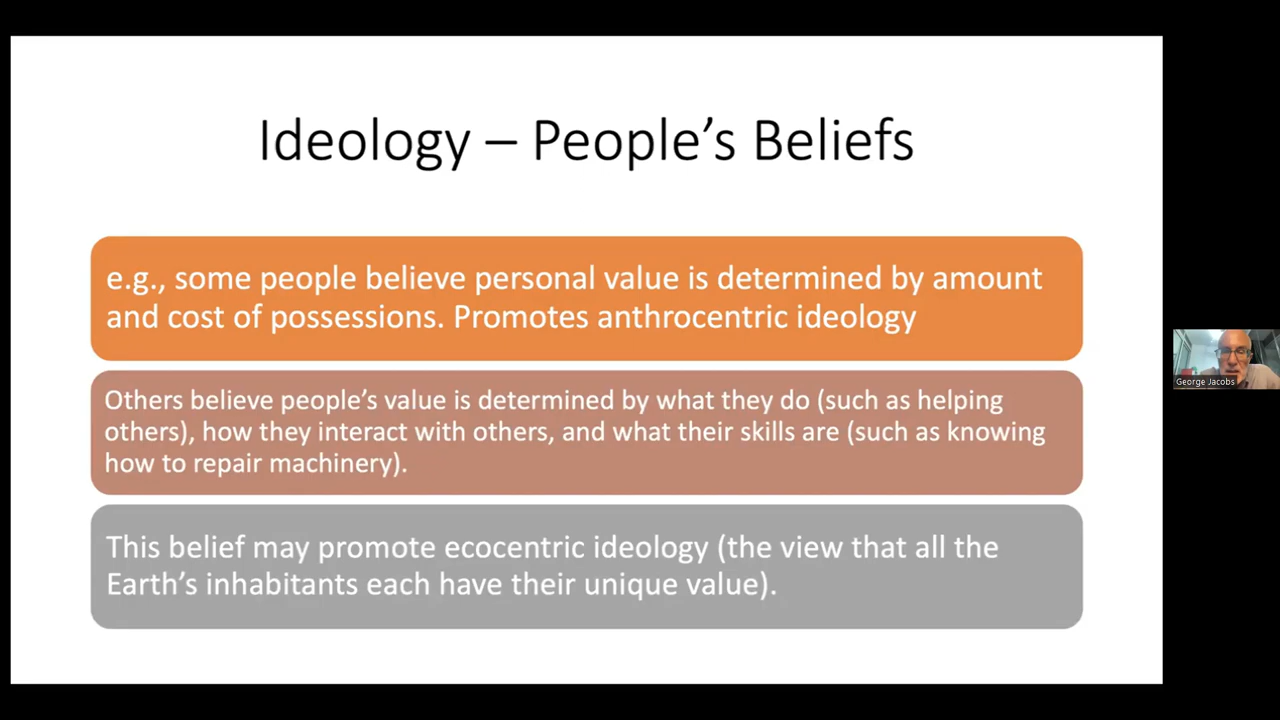 Ideology – People’s Beliefs
e.g., some people believe personal value is determined by amount
and cost of possessions. Promotes anthrocentric ideology
Others believe people’s value is determined by what they do (such as helping
others), how they interact with others, and what their skills are (such as knowing
how to repair machinery).
This belief may promote ecocentric ideology (the view that all the
Earth’s inhabitants each have their unique value).
George Jacobs